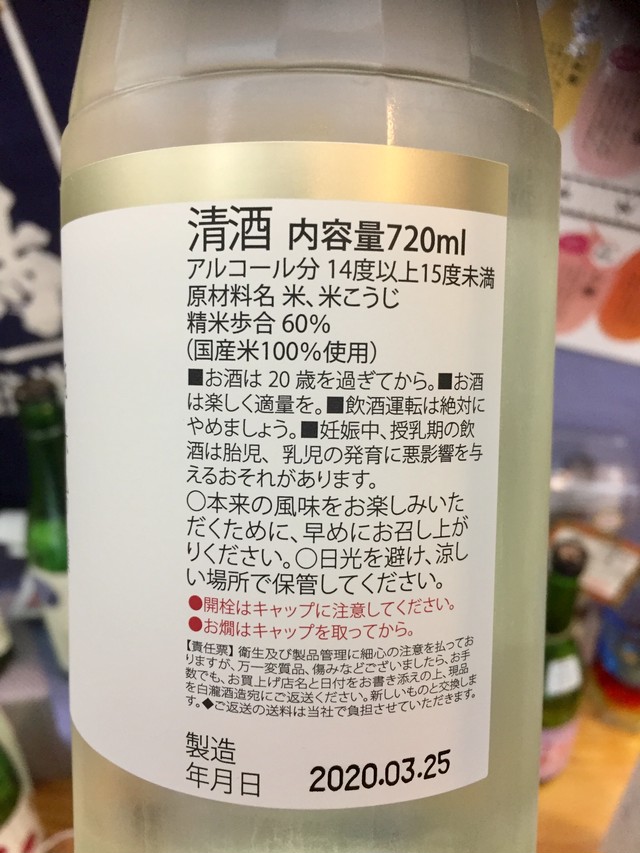 清酒 内容量720ml
アルコール分 14度以上15度未満
原材料名 米、米こうじ
精米歩合 60%
(国産米100%使用)
■お酒は 20 歳を過ぎてから。■お酒
は楽しく適量を。■飲酒運転は絶対に
やめましょう。■妊娠中、授乳期の飲
酒は胎児、乳児の発育に悪影響を与
えるおそれがあります。
○本来の風味をお楽しみいた
だくために、早めにお召し上が
りください。○日光を避け、涼し
い場所で保管してください。
●開栓はキャップに注意してください。
●お燗はキャップを取ってから。
【責任票】衛生及び製品管理に細心の注意を払ってお
りますが、万一変質品、傷みなどございましたら、お手
数でも、お買上げ店名と日付をお書き添えの上、現品
を白瀧酒造宛にご返送ください。新しいものと交換しま
す。◆ご返送の送料は当社で負担させていただきます。
製造
年月日 2020.03.25